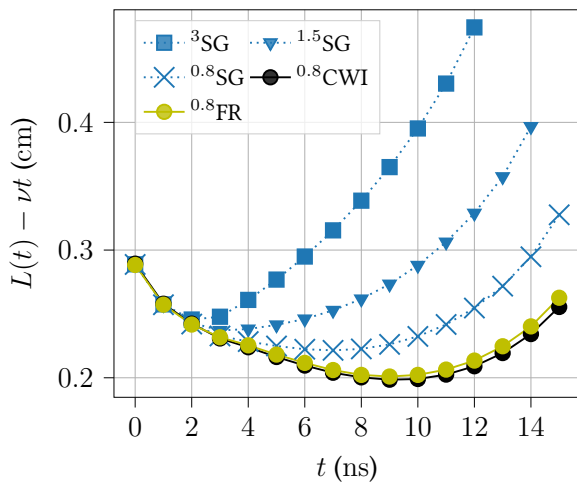 ³SG
¹·⁵SG
⁰·⁸SG
⁰·⁸CWI
⁰·⁸FR
L(t) − νt (cm)
0.4
0.3
0.2
0 2 4 6 8 10 12 14
t (ns)